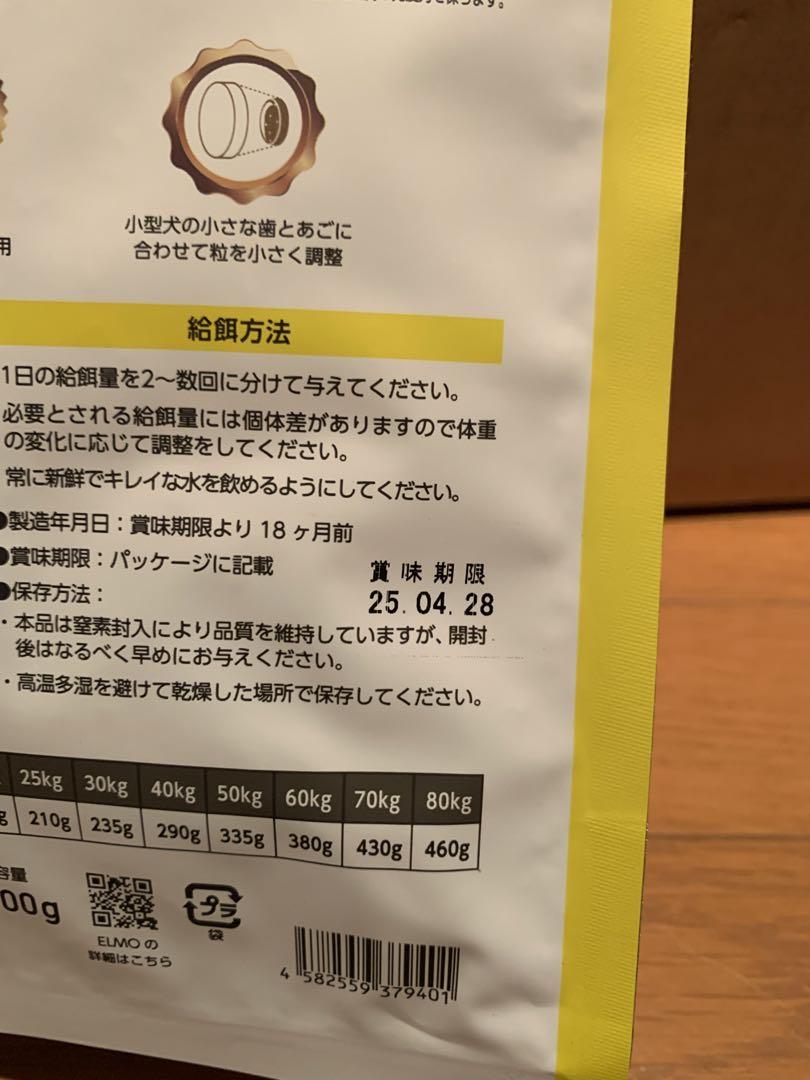 用
小型犬の小さな歯とあごに
合わせて粒を小さく調整
給餌方法
1日の給餌量を2〜数回に分けて与えてください。
必要とされる給餌量には個体差がありますので体重
の変化に応じて調整をしてください。
常に新鮮でキレイな水を飲めるようにしてください。
●製造年月日：賞味期限より 18 ヶ月前
●賞味期限：パッケージに記載
賞味期限
25.04.28
●保存方法：
・本品は窒素封入により品質を維持していますが、開封
後はなるべく早めにお与えください。
・高温多湿を避けて乾燥した場所で保存してください。
25kg 30kg 40kg 50kg 60kg 70kg 80kg
g 210g 235g 290g 335g 380g 430g 460g
容量
00g
ELMO の
詳細はこちら
プラ
袋
4 582559 379401